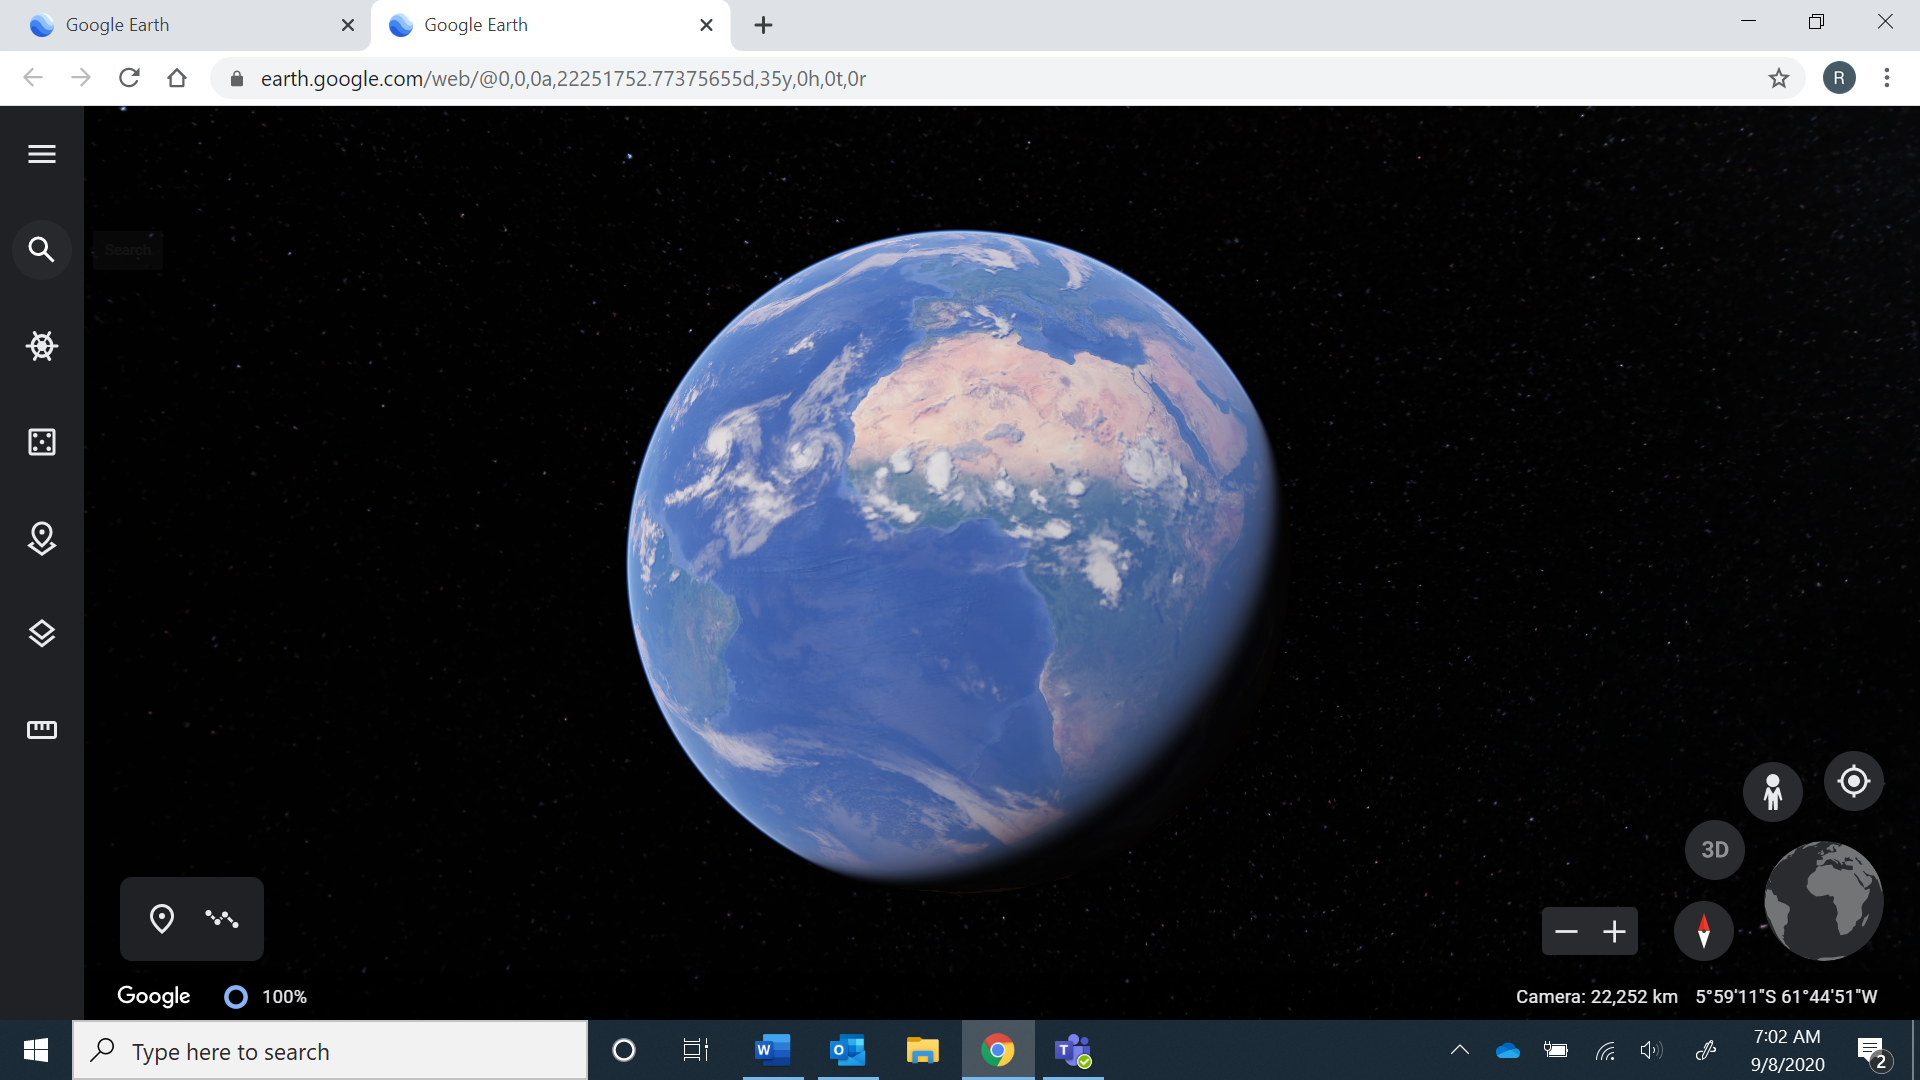 Google Earth
Google Earth
earth.google.com/web/@0,0,0a,22251752.77375655d,35y,0h,0t,0r
R
Search
3D
Google
100%
Camera: 22,252 km
5°59'11"S 61°44'51"W
Type here to search
W
O
T
7:02 AM
9/8/2020
2